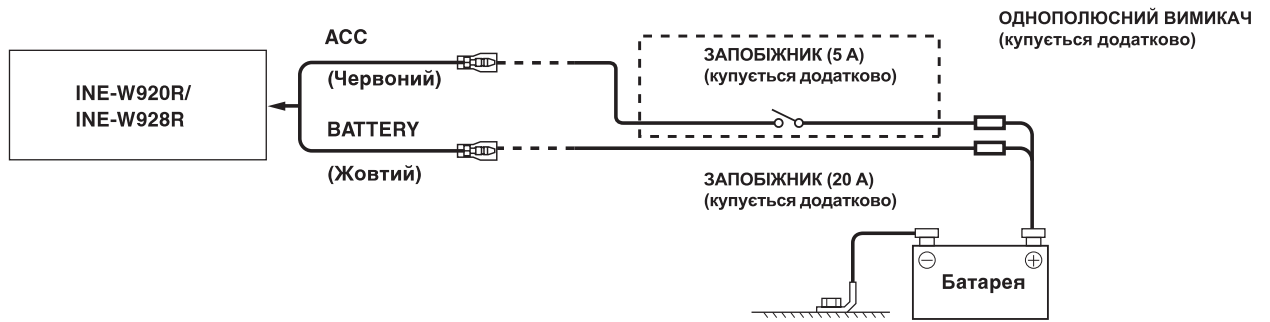 ACC
(Червоний)
INE-W920R/
INE-W928R
BATTERY
(Жовтий)
ЗАПОБІЖНИК (5 A)
(купується додатково)
ОДНОПОЛЮСНИЙ ВИМИКАЧ
(купується додатково)
ЗАПОБІЖНИК (20 A)
(купується додатково)
Батарея